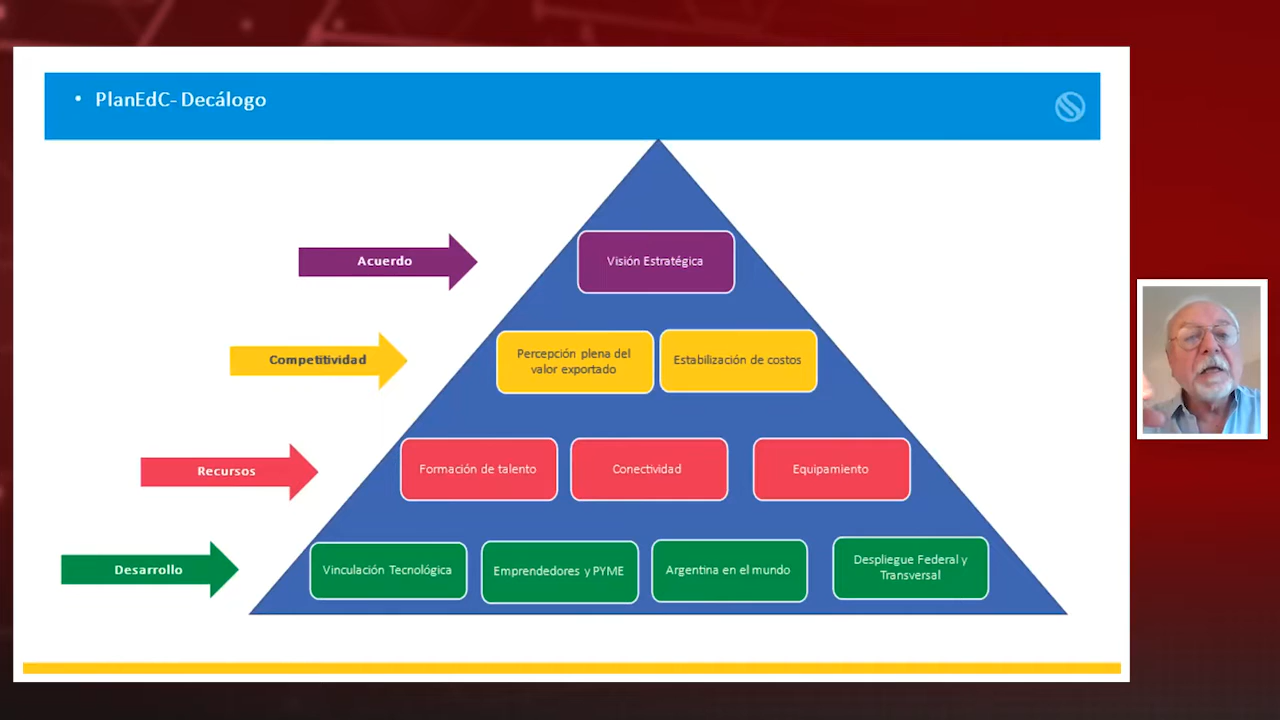 • PlanEdC- Decálogo
Acuerdo
Visión Estratégica
Competitividad
Percepción plena del
valor exportado
Estabilización de costos
Recursos
Formación de talento
Conectividad
Equipamiento
Desarrollo
Vinculación Tecnológica
Emprendedores y PYME
Argentina en el mundo
Despliegue Federal y
Transversal